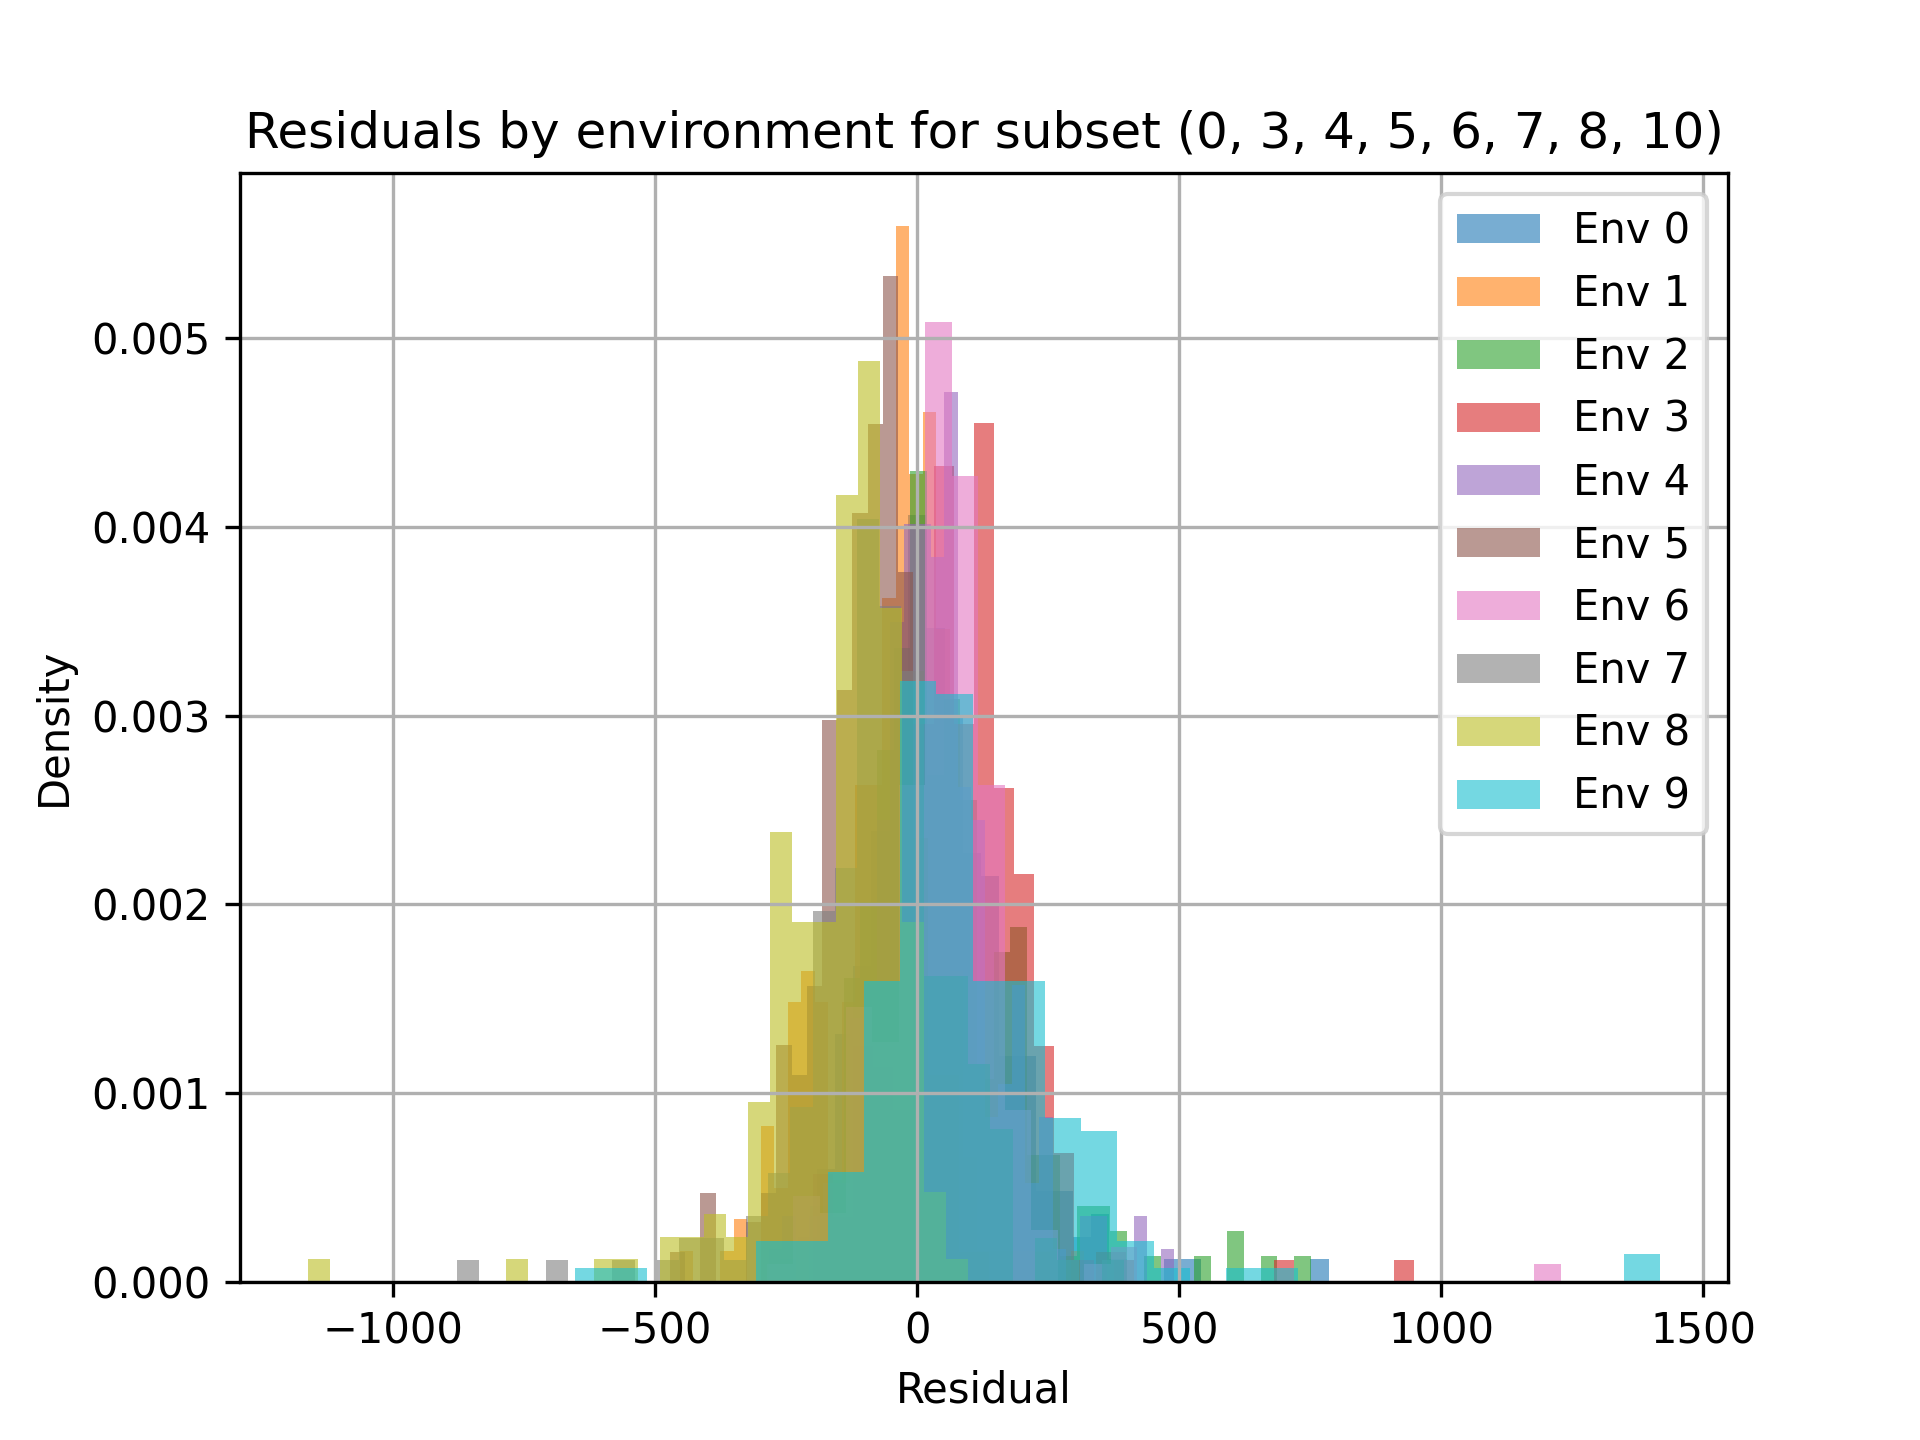 Residuals by environment for subset (0, 3, 4, 5, 6, 7, 8, 10)
Env 0
Env 1
Env 2
Env 3
Env 4
Env 5
Env 6
Env 7
Env 8
Env 9
Density
0.005
0.004
0.003
0.002
0.001
0.000
−1000 −500 0 500 1000 1500
Residual